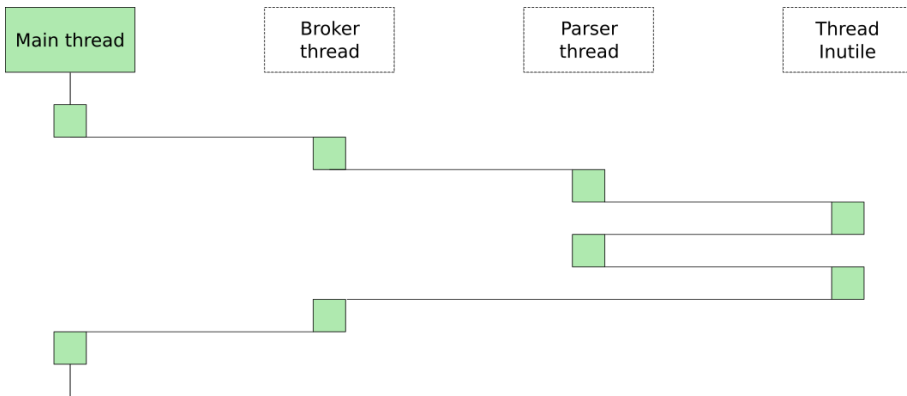 Main thread
Broker
thread
Parser
thread
Thread
Inutile